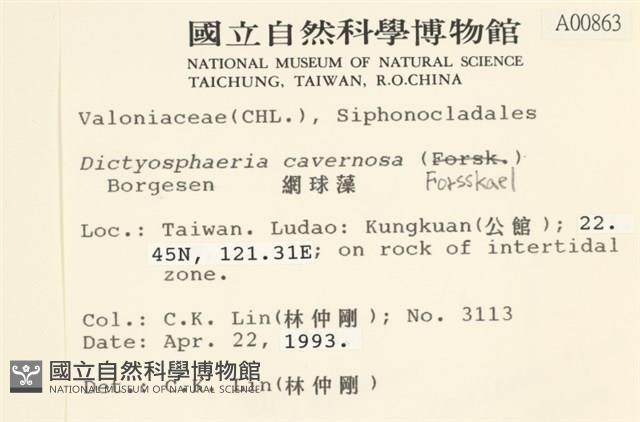 國立自然科學博物館
A00863
NATIONAL MUSEUM OF NATURAL SCIENCE
TAICHUNG, TAIWAN, R.O.CHINA
Valoniaceae(CHL.), Siphonocladales
Dictyosphaeria cavernosa (Forsk.)
Borgesen 網球藻 Forsskael
Loc.: Taiwan. Ludao: Kungkuan(公館); 22.
45N, 121.31E; on rock of intertidal
zone.
Col.: C.K. Lin(林仲剛); No. 3113
Date: Apr. 22, 1993.
國立自然科學博物館
NATIONAL MUSEUM OF NATURAL SCIENCE
Det.: C.K. Lin(林仲剛)